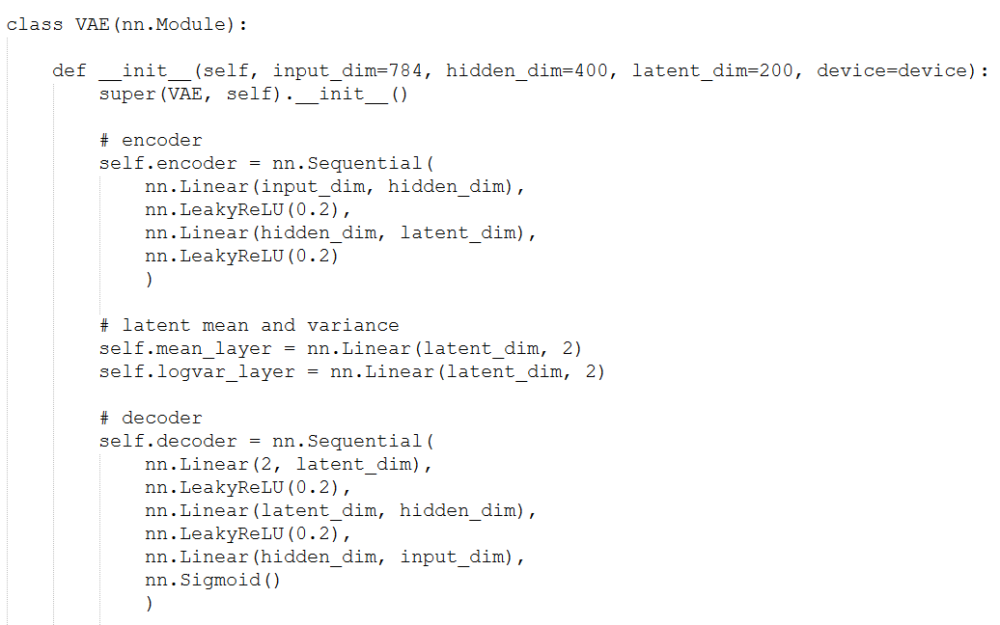 class VAE(nn.Module):
def __init__(self, input_dim=784, hidden_dim=400, latent_dim=200, device=device):
super(VAE, self).__init__()
# encoder
self.encoder = nn.Sequential(
nn.Linear(input_dim, hidden_dim),
nn.LeakyReLU(0.2),
nn.Linear(hidden_dim, latent_dim),
nn.LeakyReLU(0.2)
)
# latent mean and variance
self.mean_layer = nn.Linear(latent_dim, 2)
self.logvar_layer = nn.Linear(latent_dim, 2)
# decoder
self.decoder = nn.Sequential(
nn.Linear(2, latent_dim),
nn.LeakyReLU(0.2),
nn.Linear(latent_dim, hidden_dim),
nn.LeakyReLU(0.2),
nn.Linear(hidden_dim, input_dim),
nn.Sigmoid()
)